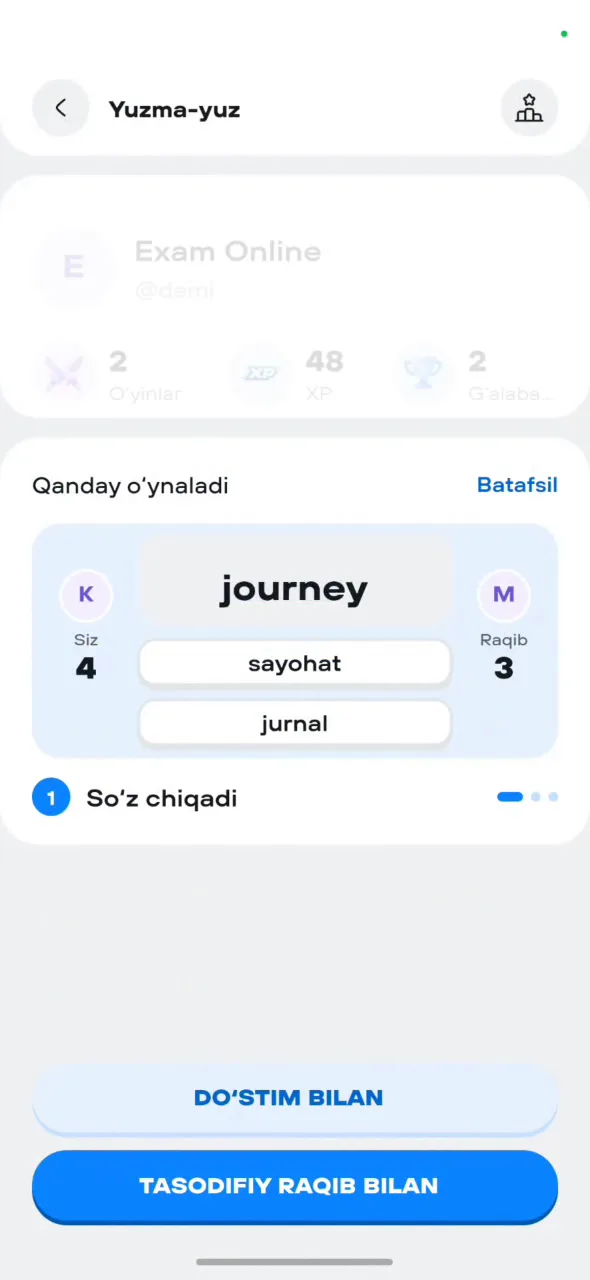 Yuzma-yuz
E
Exam Online
@demi
2
O‘yinlar
XP
48
XP
2
G‘alaba...
Qanday o‘ynaladi
Batafsil
K
Siz
4
journey
sayohat
jurnal
M
Raqib
3
1
So‘z chiqadi
DO‘STIM BILAN
TASODIFIY RAQIB BILAN